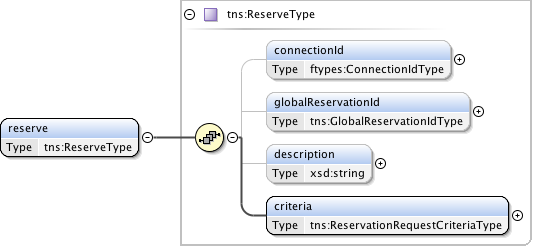 tns:ReserveType
connectionId
Type ftypes:ConnectionIdType
globalReservationId
Type tns:GlobalReservationIdType
reserve
Type tns:ReserveType
description
Type xsd:string
criteria
Type tns:ReservationRequestCriteriaType